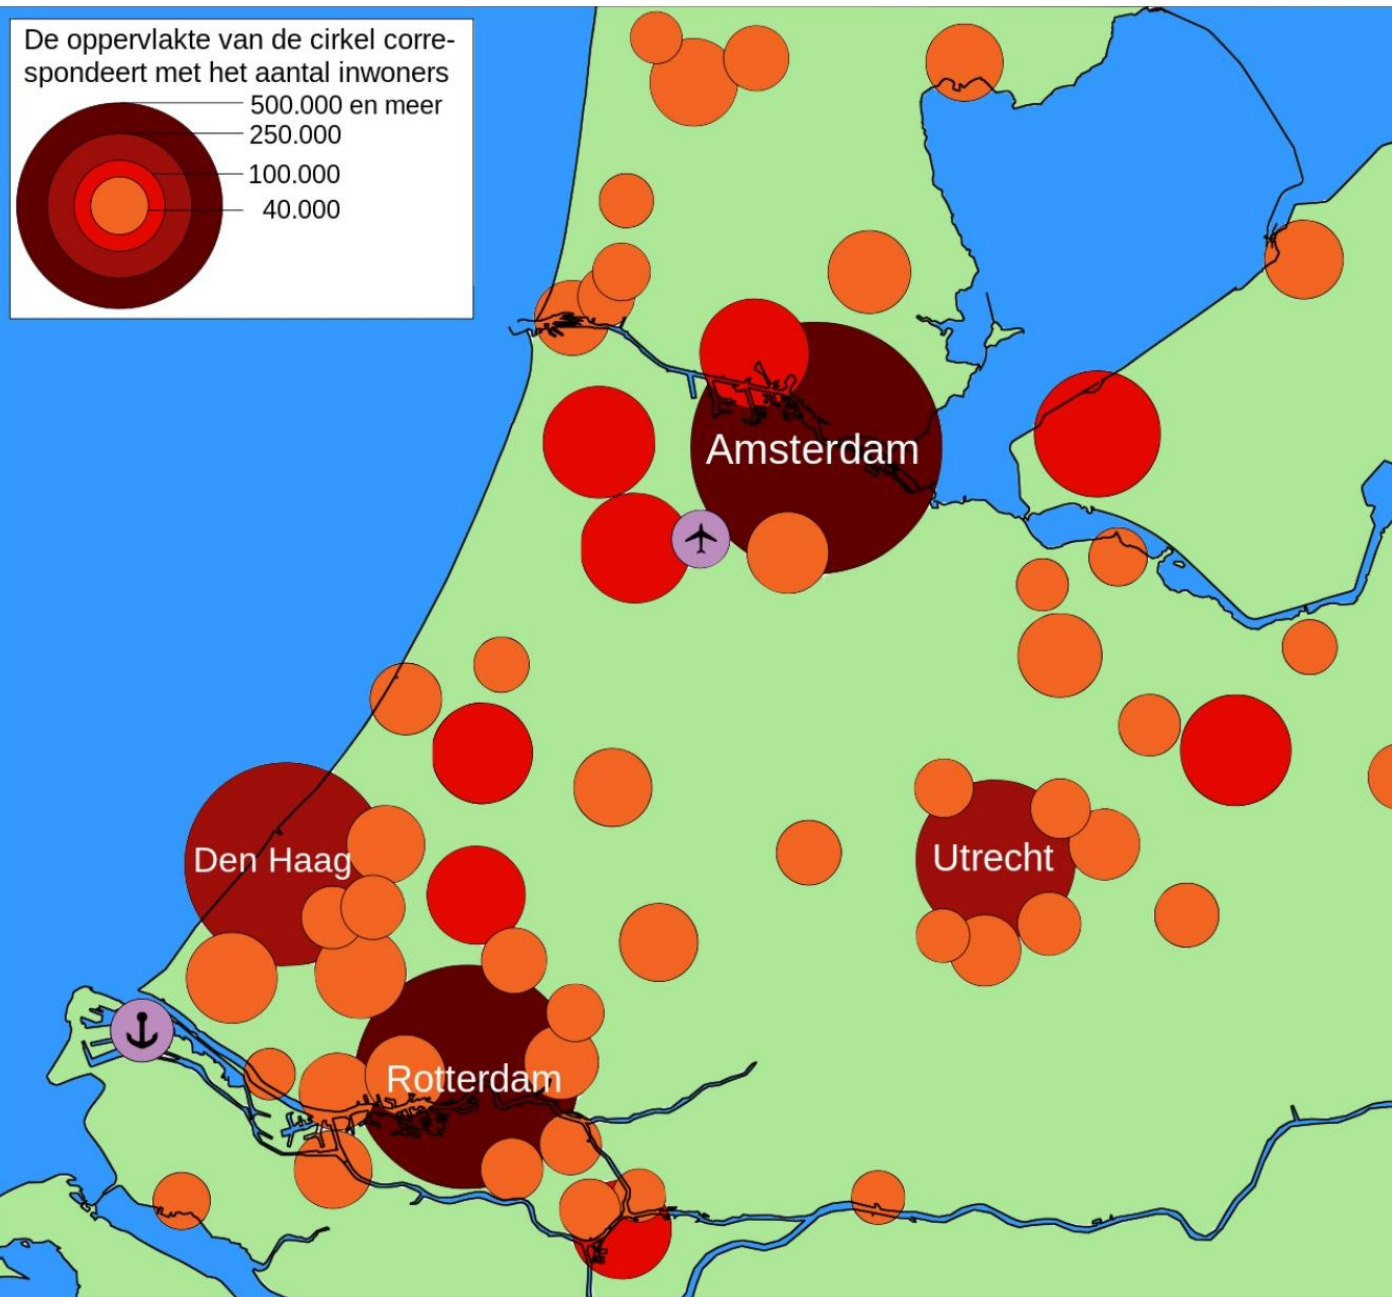 De oppervlakte van de cirkel corre-
spondeert met het aantal inwoners
500.000 en meer
250.000
100.000
40.000
Amsterdam
Den Haag
Utrecht
Rotterdam